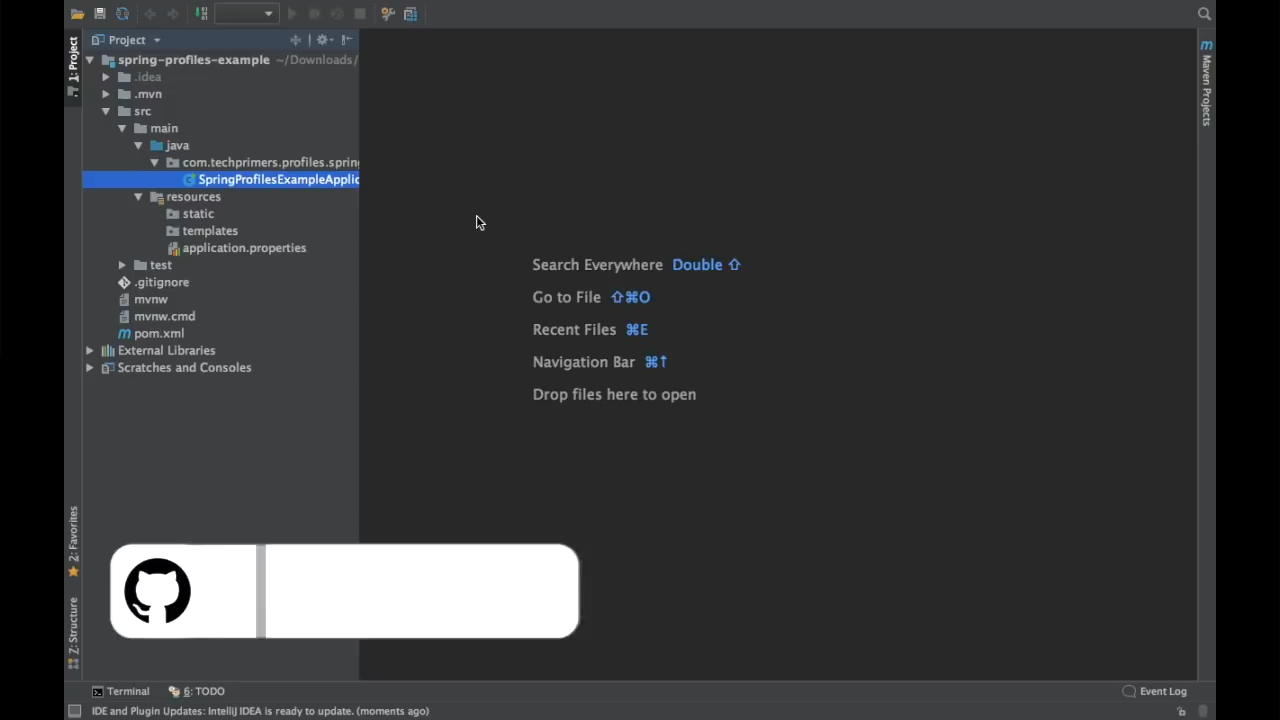 Project
spring-profiles-example ~/Downloads/
.idea
.mvn
src
main
java
com.techprimers.profiles.spring
SpringProfilesExampleApplic
resources
static
templates
application.properties
test
.gitignore
mvnw
mvnw.cmd
pom.xml
External Libraries
Scratches and Consoles
1: Project
2: Favorites
Z: Structure
Search Everywhere Double ⇧
Go to File ⇧⌘O
Recent Files ⌘E
Navigation Bar ⌘↑
Drop files here to open
Maven Projects
Terminal
6: TODO
Event Log
IDE and Plugin Updates: IntelliJ IDEA is ready to update. (moments ago)